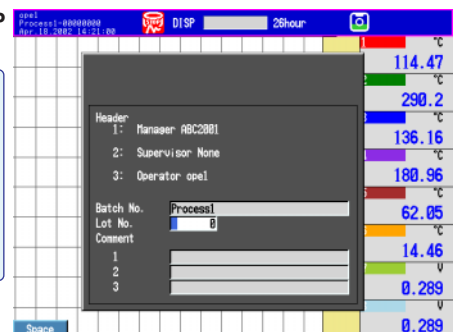 ope1
Process1-00000000
Apr.18.2002 14:21:00
DISP
26hour
1 °C
114.47
°C
290.2
°C
136.16
°C
180.96
°C
62.05
°C
14.46
V
0.289
V
0.289
Header
1: Manager ABC2001
2: Supervisor None
3: Operator ope1
Batch No. Process1
Lot No. 0
Comment
1
2
3
Space